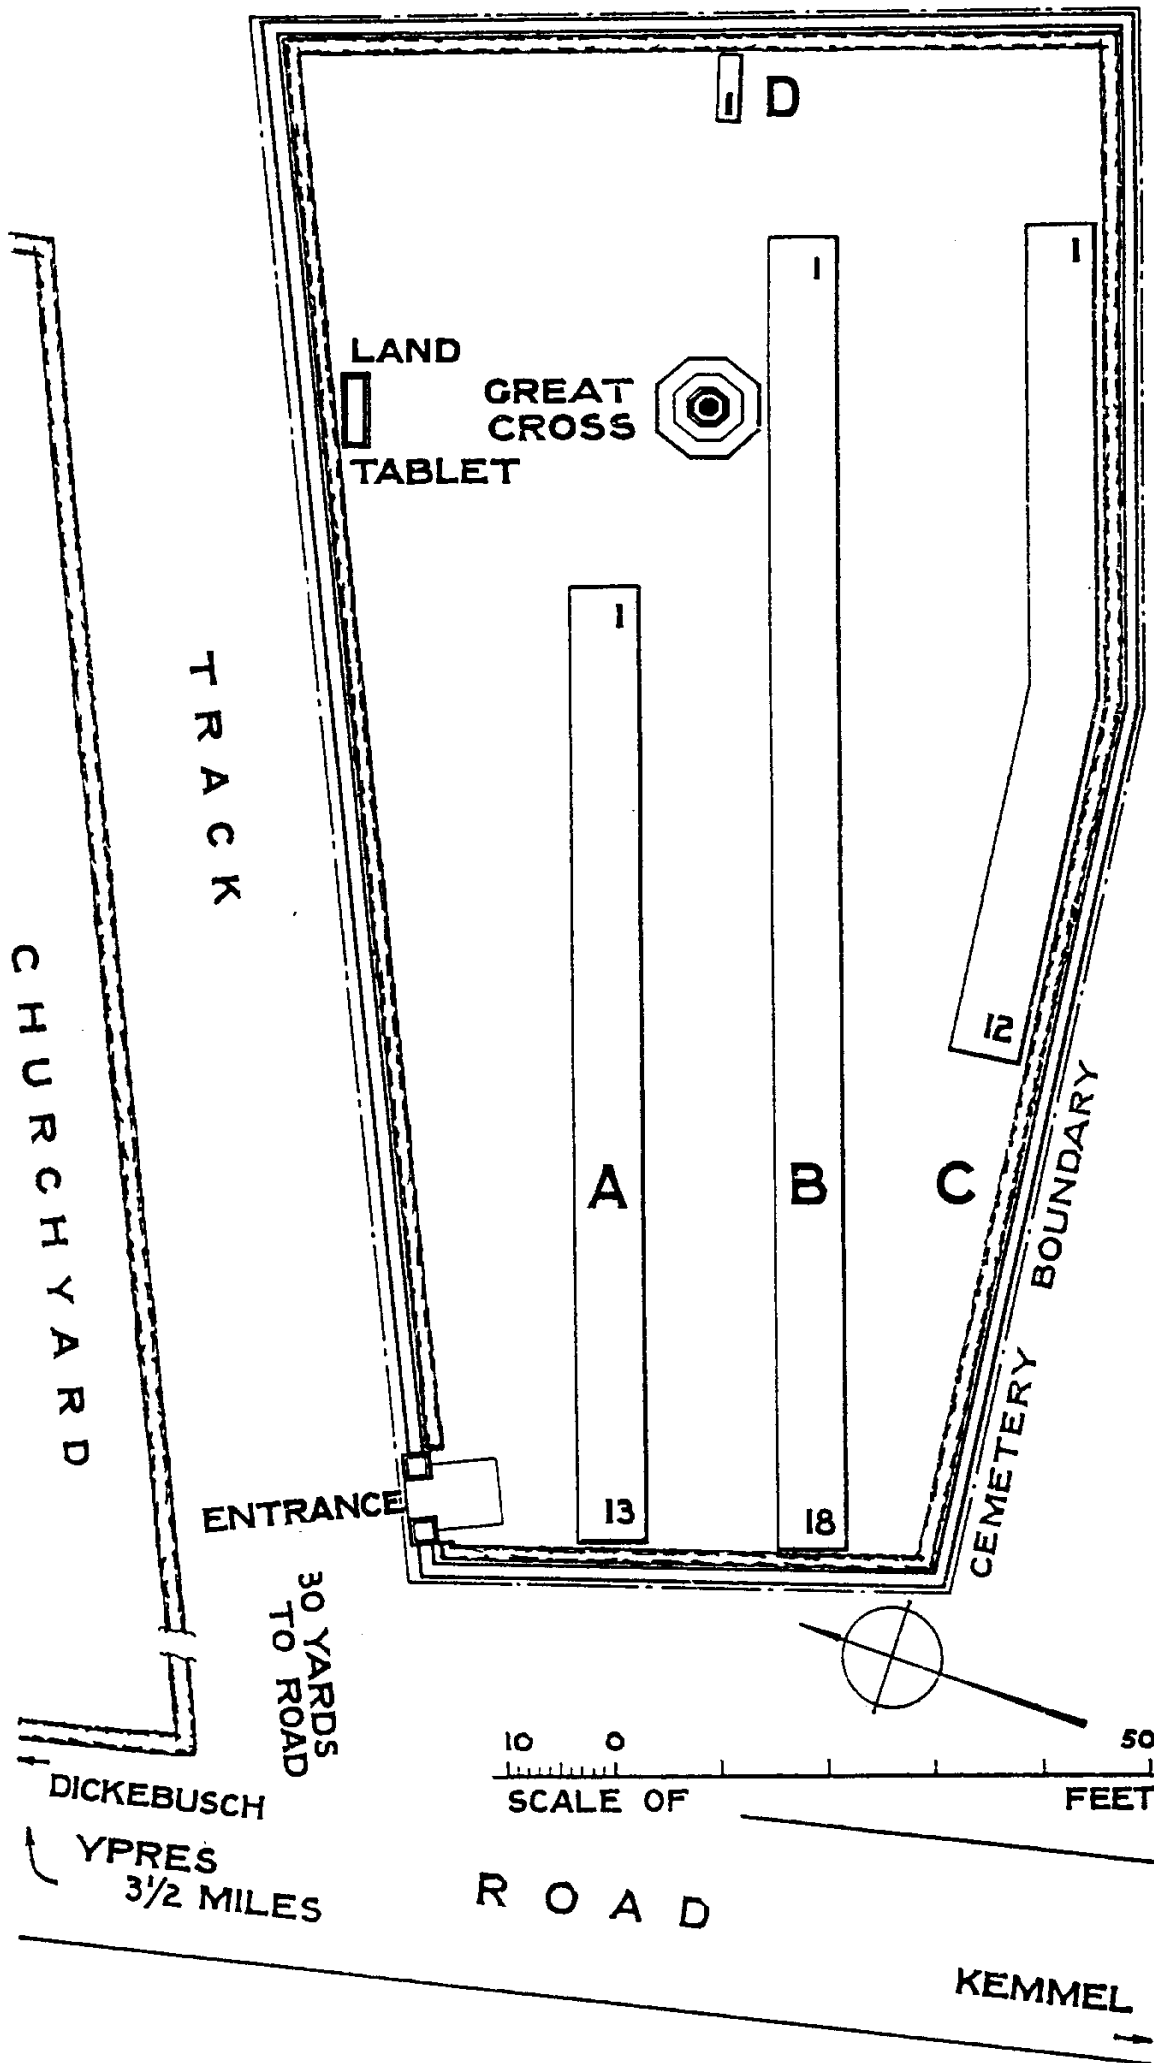 1 D
1
1
LAND
TABLET
GREAT
CROSS
1
TRACK
CHURCHYARD
12
A
B
C
CEMETERY BOUNDARY
13
18
ENTRANCE
30 YARDS
TO ROAD
10 0 50
SCALE OF FEET
DICKEBUSCH
YPRES
3½ MILES
ROAD
KEMMEL